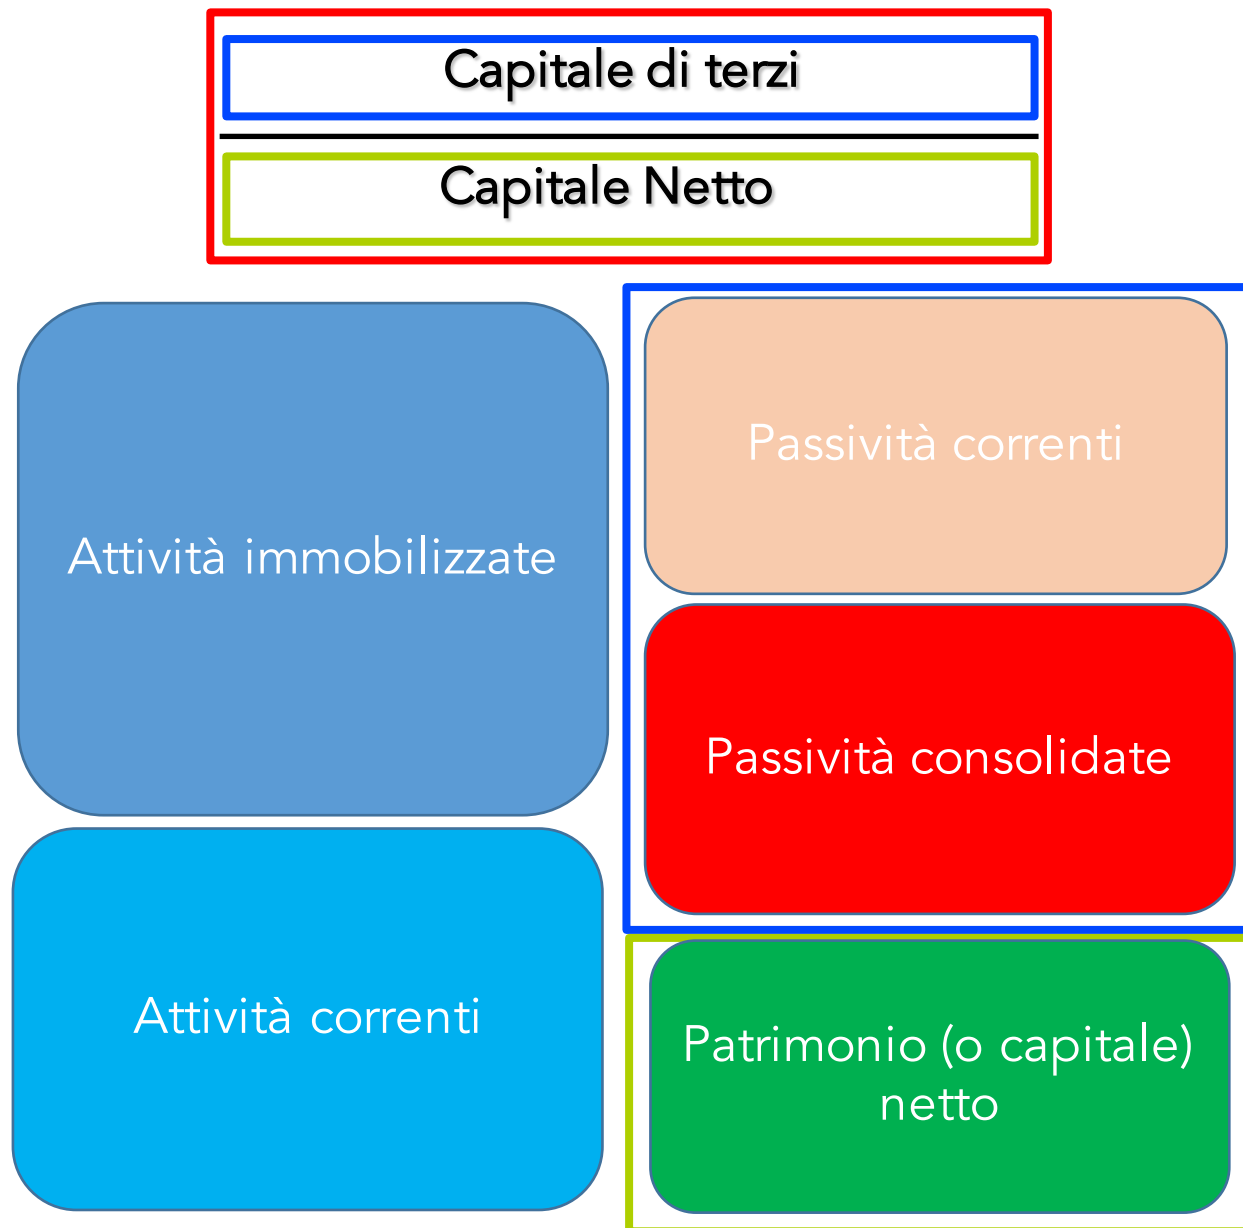 Capitale di terzi
Capitale Netto
Attività immobilizzate
Attività correnti
Passività correnti
Passività consolidate
Patrimonio (o capitale)
netto